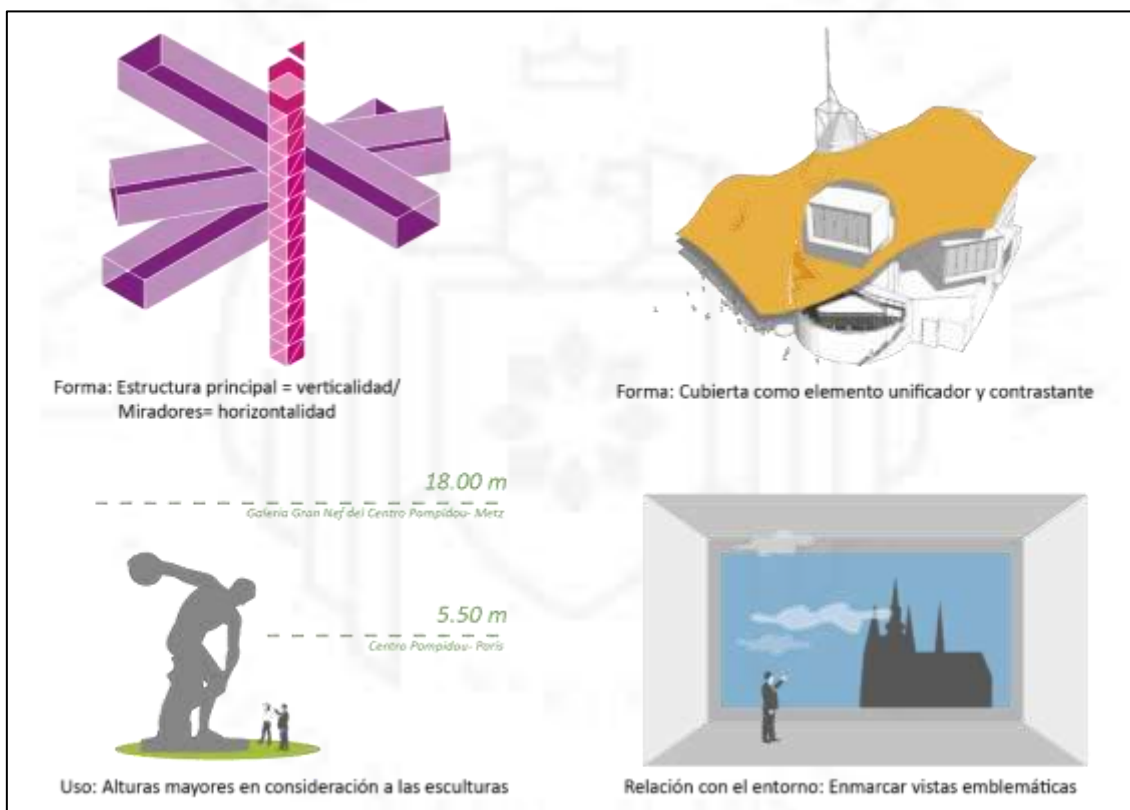 Forma: Estructura principal = verticalidad/
Miradores= horizontalidad
Forma: Cubierta como elemento unificador y contrastante
18.00 m
Galería Gran Nef del Centro Pompidou- Metz
5.50 m
Centro Pompidou- París
Uso: Alturas mayores en consideración a las esculturas
Relación con el entorno: Enmarcar vistas emblemáticas